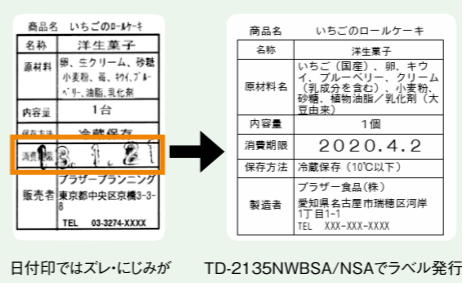 商品名 いちごのロールケーキ
名称 洋生菓子
原材料 卵、生クリーム、砂糖
小麦粉、苺、キウイ、ブルー
ベリー、油脂、乳化剤
内容量 1台
保存方法 冷蔵保存
消費期限
販売者 ブラザープランニング
東京都中央区京橋3-3-
8
TEL 03-3274-XXXX
商品名 いちごのロールケーキ
名称 洋生菓子
原材料名 いちご（国産）、卵、キウ
イ、ブルーベリー、クリーム
（乳成分を含む）、小麦粉、
砂糖、植物油脂／乳化剤（大
豆由来）
内容量 1個
消費期限 2020.4.2
保存方法 冷蔵保存（10℃以下）
製造者 ブラザー食品(株)
愛知県名古屋市瑞穂区河岸
1丁目1-1
TEL XXX-XXX-XXXX
日付印ではズレ・にじみが
TD-2135NWBSA/NSAでラベル発行